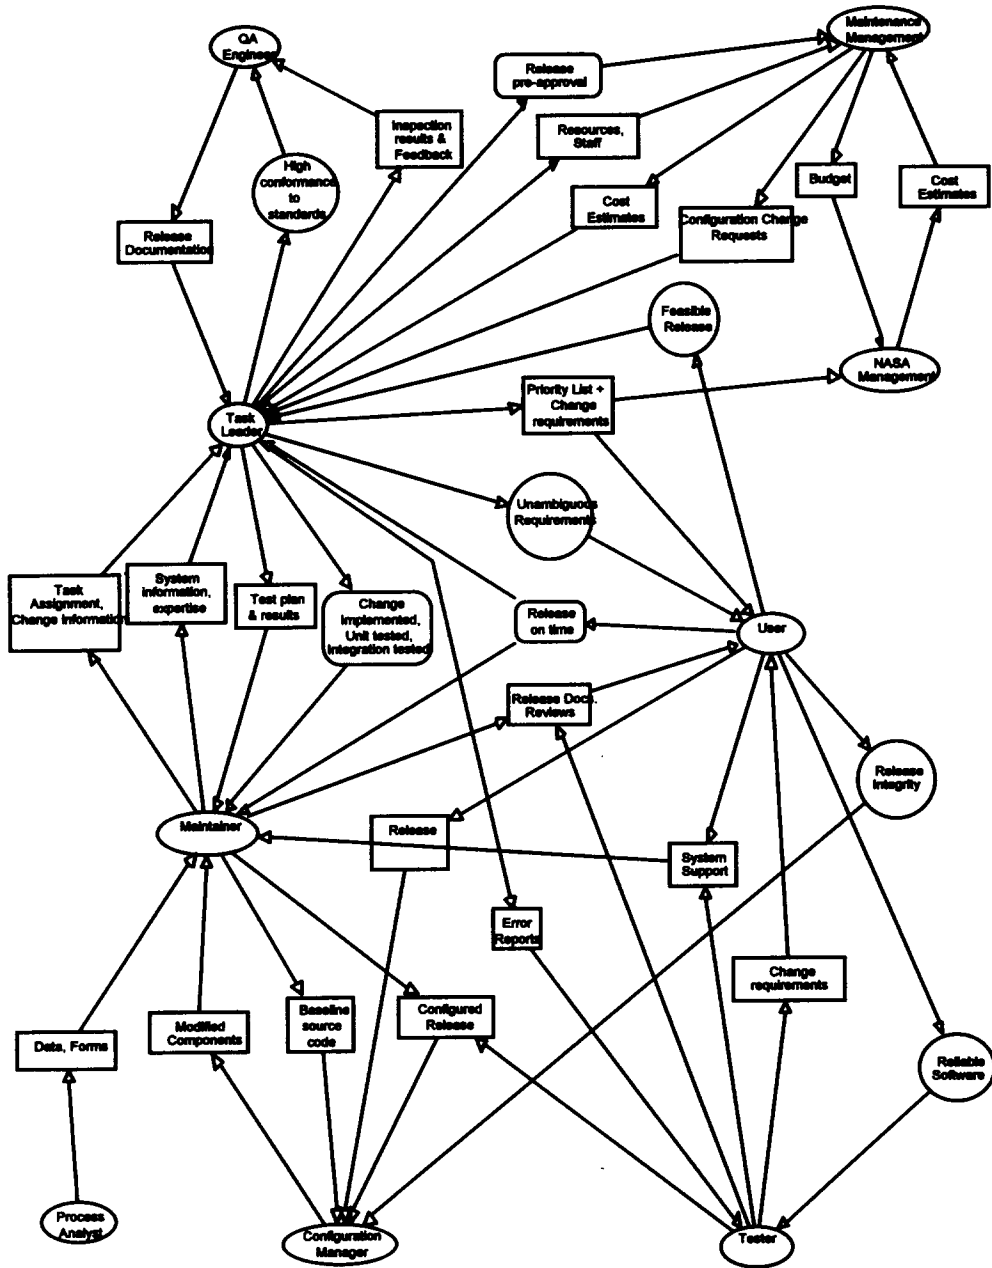 QA
Engineer
Maintenance
Management
Release
pre-approval
Inspection
results &
Feedback
Resources,
Staff
High
conformance
to
standards
Budget
Cost
Estimates
Cost
Estimates
Configuration Change
Requests
Release
Documentation
Feasible
Release
NASA
Management
Priority List +
Change
requirements
Task
Leader
Unambiguous
Requirements
Task
Assignment,
Change Information
System
information,
expertise
Test plan
& results
Change
Implemented,
Unit tested,
Integration tested
Release
on time
User
Release Docs.
Reviews
Release
Integrity
Maintainer
Release
System
Support
Error
Reports
Change
requirements
Data, Forms
Modified
Components
Baseline
source
code
Configured
Release
Reliable
Software
Process
Analyst
Configuration
Manager
Tester